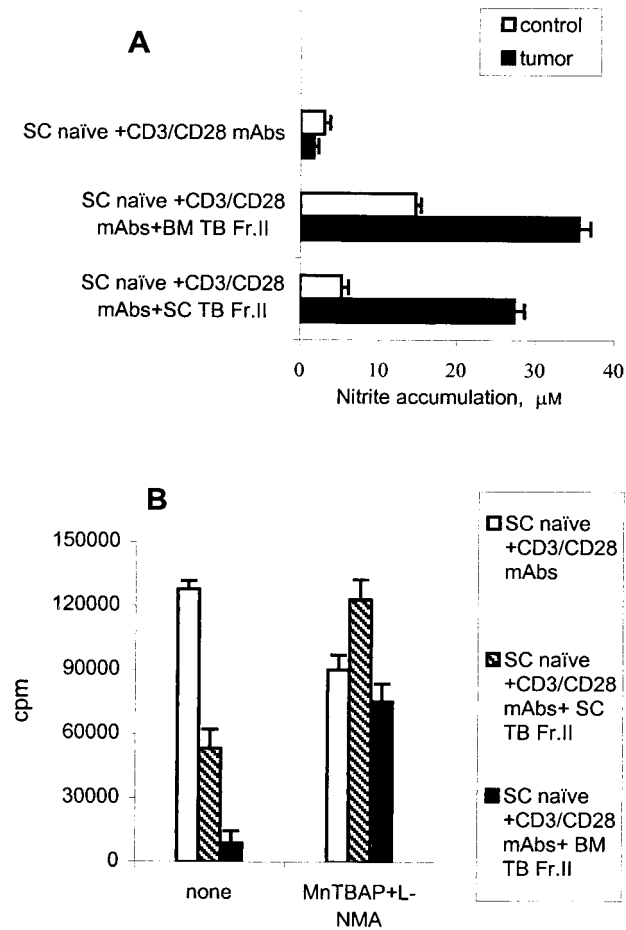 A
control
tumor
SC naïve +CD3/CD28 mAbs
SC naïve +CD3/CD28
mAbs+BM TB Fr.II
SC naïve +CD3/CD28
mAbs+SC TB Fr.II
0 10 20 30 40
Nitrite accumulation, µM
B
150000
120000
90000
60000
30000
0
cpm
none
MnTBAP+L-
NMA
SC naïve
+CD3/CD28
mAbs
SC naïve
+CD3/CD28
mAbs+ SC
TB Fr.II
SC naïve
+CD3/CD28
mAbs+ BM
TB Fr.II